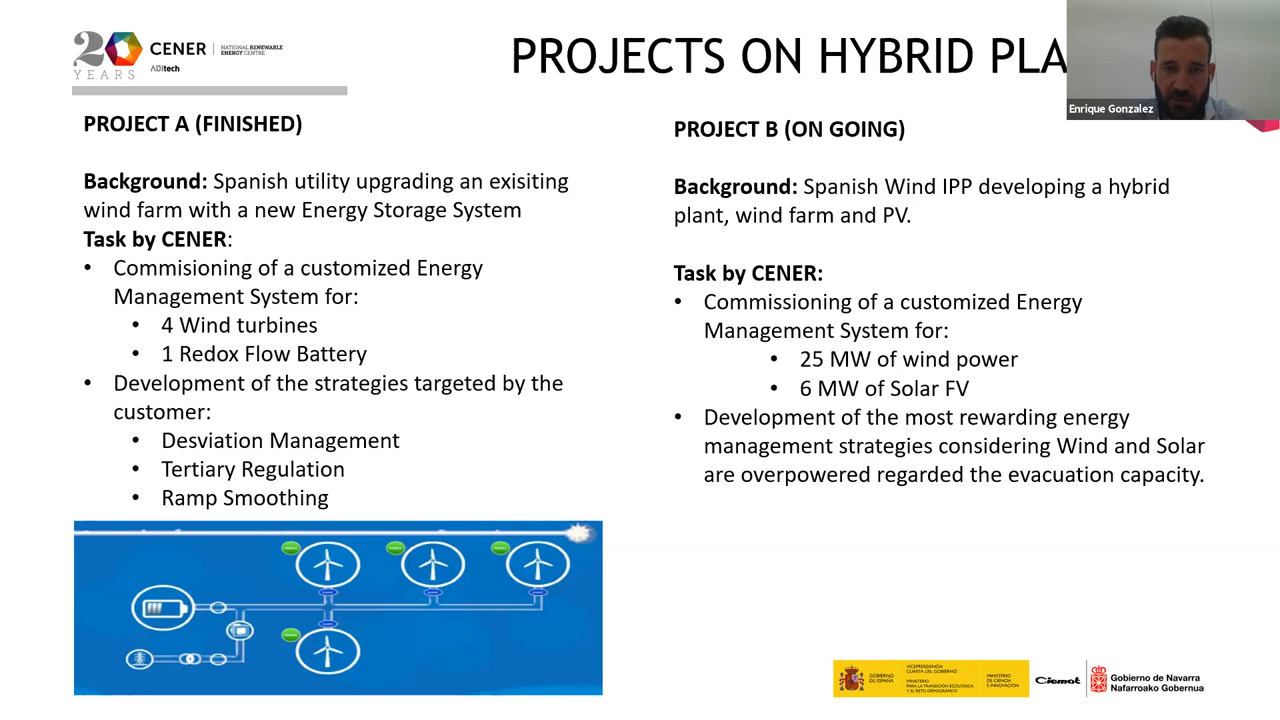 20
YEARS
CENER
NATIONAL RENEWABLE
ENERGY CENTRE
ADItech
PROJECTS ON HYBRID PLA
Enrique Gonzalez
PROJECT A (FINISHED)
Background: Spanish utility upgrading an exisiting
wind farm with a new Energy Storage System
Task by CENER:
• Commisioning of a customized Energy
Management System for:
• 4 Wind turbines
• 1 Redox Flow Battery
• Development of the strategies targeted by the
customer:
• Desviation Management
• Tertiary Regulation
• Ramp Smoothing
PROJECT B (ON GOING)
Background: Spanish Wind IPP developing a hybrid
plant, wind farm and PV.
Task by CENER:
• Commissioning of a customized Energy
Management System for:
• 25 MW of wind power
• 6 MW of Solar FV
• Development of the most rewarding energy
management strategies considering Wind and Solar
are overpowered regarded the evacuation capacity.
GOBIERNO
DE ESPAÑA
VICEPRESIDENCIA
CUARTA DEL GOBIERNO
MINISTERIO
PARA LA TRANSICIÓN ECOLÓGICA
Y EL RETO DEMOGRÁFICO
MINISTERIO
DE CIENCIA
E INNOVACIÓN
Ciemat
Gobierno de Navarra
Nafarroako Gobernua